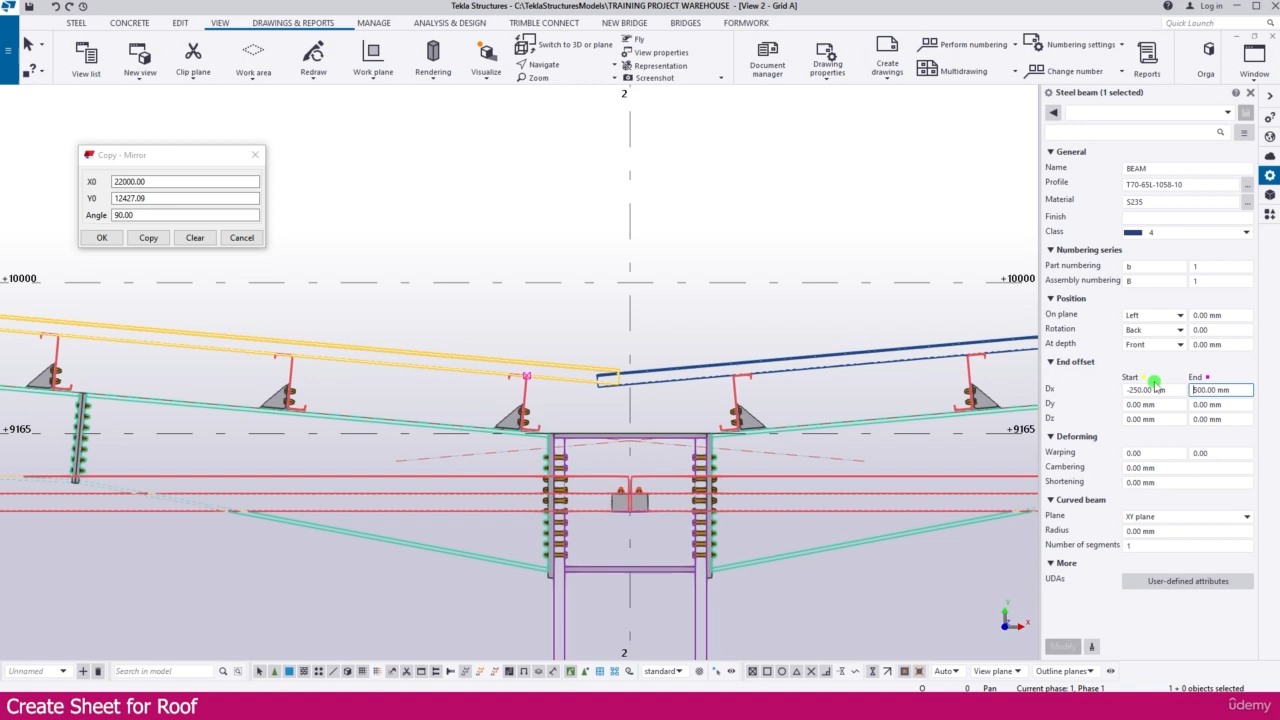 Tekla Structures - C:\TeklaStructuresModels\TRAINING PROJECT WAREHOUSE - [View 2 - Grid A]
Log in
STEEL CONCRETE EDIT VIEW DRAWINGS & REPORTS MANAGE ANALYSIS & DESIGN TRIMBLE CONNECT NEW BRIDGE BRIDGES FORMWORK
Quick Launch
View list
New view
Clip plane
Work area
Redraw
Work plane
Rendering
Visualize
Switch to 3D or plane
Navigate
Zoom
Fly
View properties
Representation
Screenshot
Document manager
Drawing properties
Create drawings
Perform numbering
Multidrawing
Numbering settings
Change number
Reports
Orga
Window
2
Copy - Mirror
X0 22000.00
Y0 12427.09
Angle 90.00
OK Copy Clear Cancel
+10000
+10000
+9165
+9165
2
Steel beam (1 selected)
General
Name BEAM
Profile T70-65L-1058-10
Material S235
Finish
Class 4
Numbering series
Part numbering b 1
Assembly numbering B 1
Position
On plane Left 0.00 mm
Rotation Back 0.00
At depth Front 0.00 mm
End offset
Start End
Dx -250.00 mm 500.00 mm
Dy 0.00 mm 0.00 mm
Dz 0.00 mm 0.00 mm
Deforming
Warping 0.00 0.00
Cambering 0.00 mm
Shortening 0.00 mm
Curved beam
Plane XY plane
Radius 0.00 mm
Number of segments 1
More
UDAs User-defined attributes
Modify
Unnamed
Search in model
standard
Auto
View plane
Outline planes
O 0 Pan Current phase: 1, Phase 1 1 + 0 objects selected
Create Sheet for Roof
ûdemy